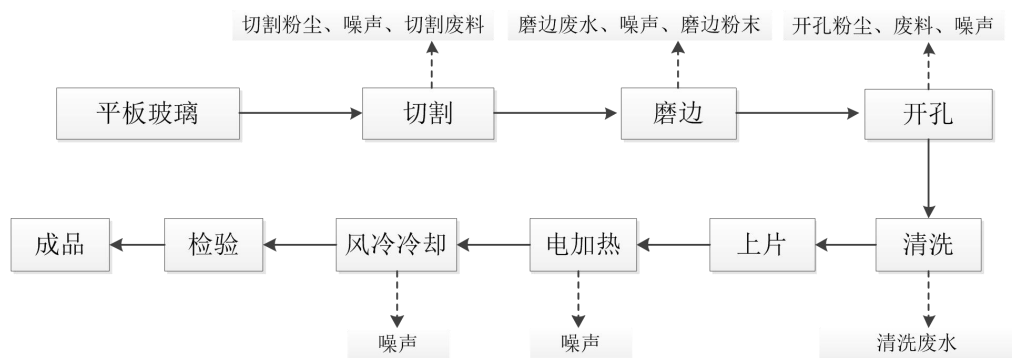 切割粉尘、噪声、切割废料
磨边废水、噪声、磨边粉末
开孔粉尘、废料、噪声
平板玻璃
切割
磨边
开孔
成品
检验
风冷冷却
电加热
上片
清洗
噪声
噪声
清洗废水